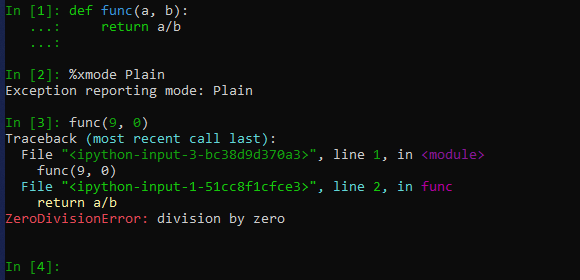 In [1]: def func(a, b):
   ...:     return a/b
   ...:
In [2]: %xmode Plain
Exception reporting mode: Plain
In [3]: func(9, 0)
Traceback (most recent call last):
  File "<ipython-input-3-bc38d9d370a3>", line 1, in <module>
    func(9, 0)
  File "<ipython-input-1-51cc8f1cfce3>", line 2, in func
    return a/b
ZeroDivisionError: division by zero
In [4]: